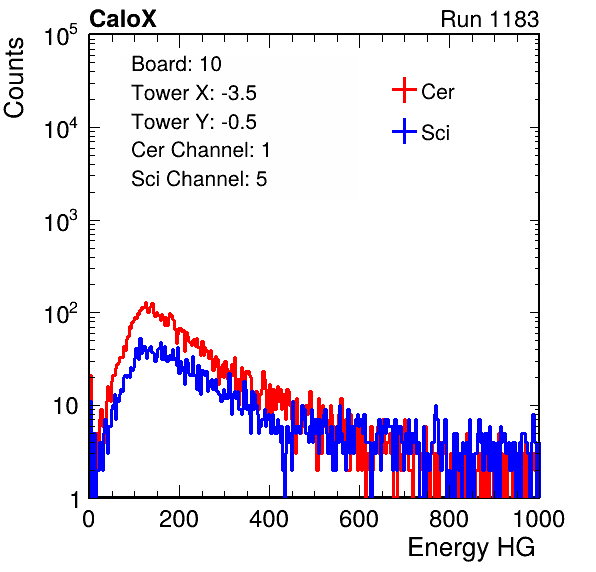 CaloX Run 1183
Counts
10^5
10^4
10^3
10^2
10
1
Board: 10
Tower X: -3.5
Tower Y: -0.5
Cer Channel: 1
Sci Channel: 5
Cer
Sci
0 200 400 600 800 1000
Energy HG